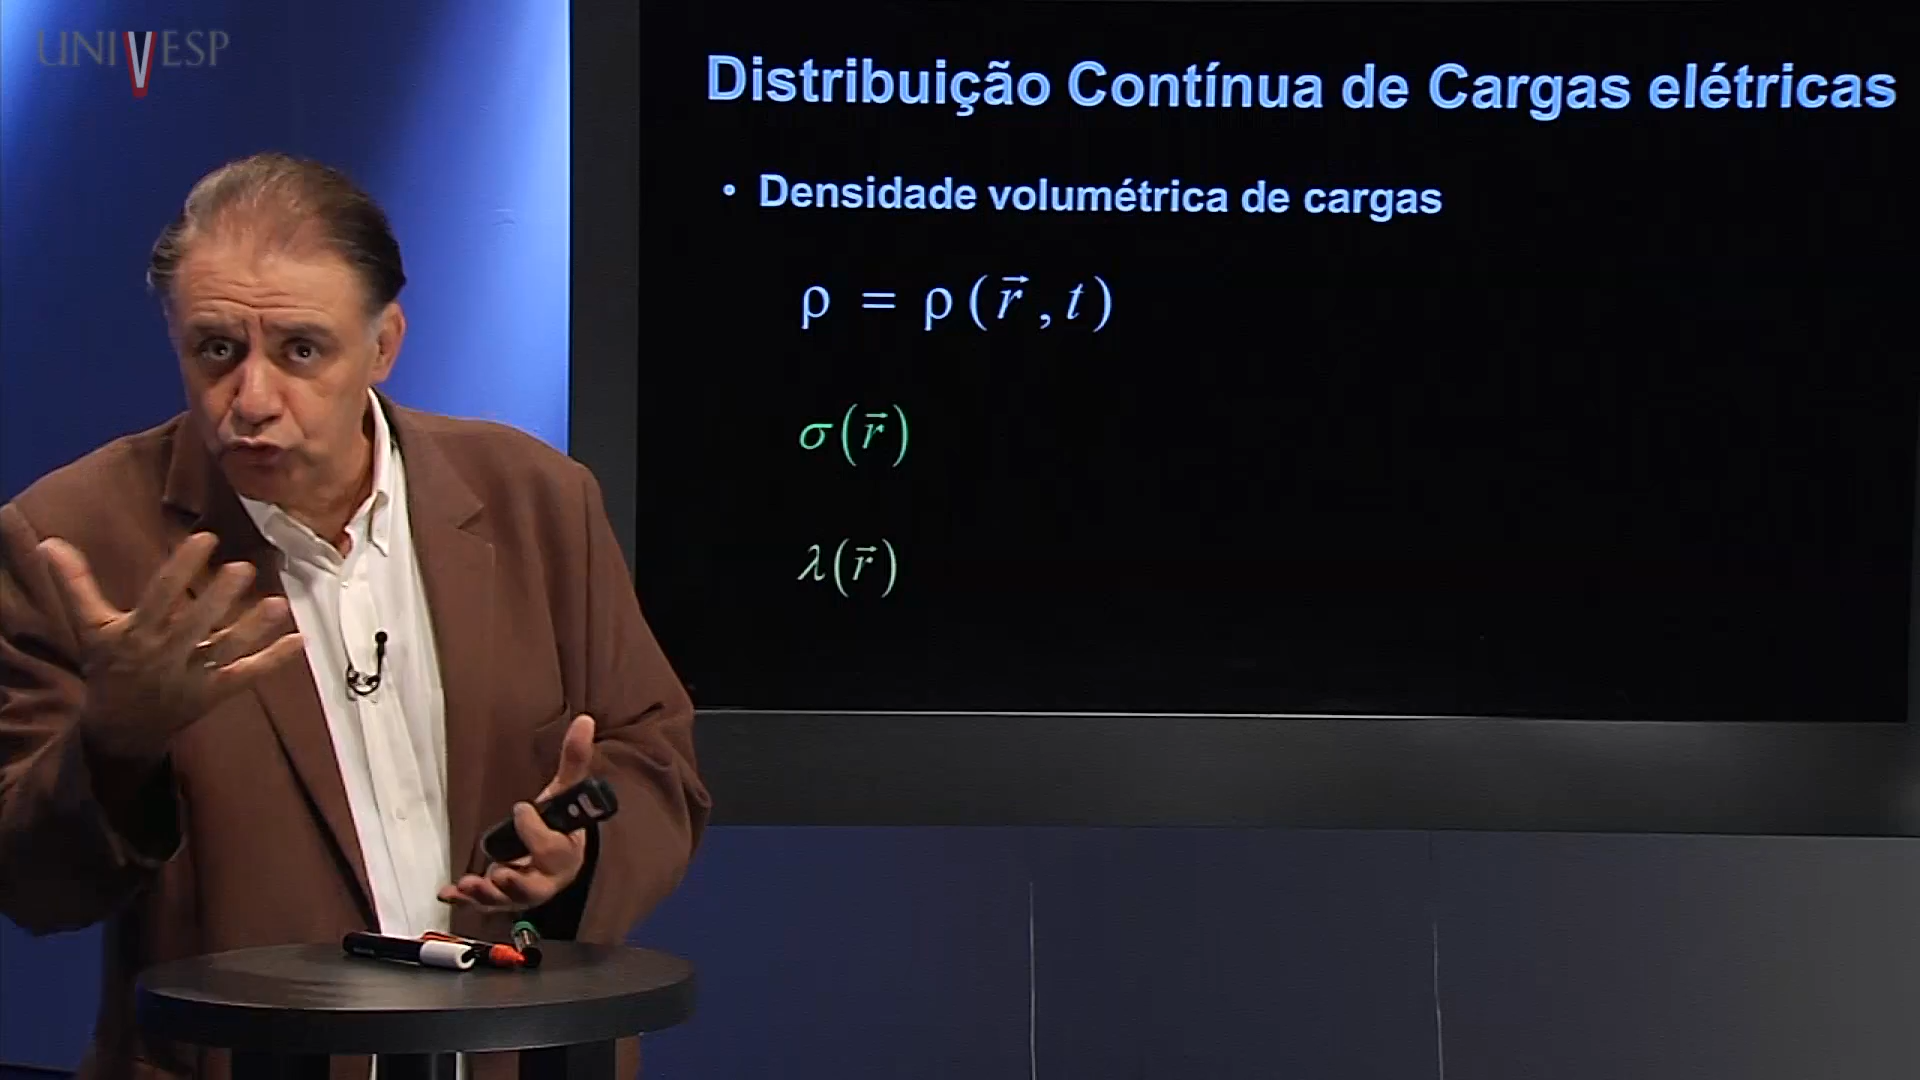 UNIVESP
Distribuição Contínua de Cargas elétricas
• Densidade volumétrica de cargas
ρ = ρ(r⃗, t)
σ(r⃗)
λ(r⃗)